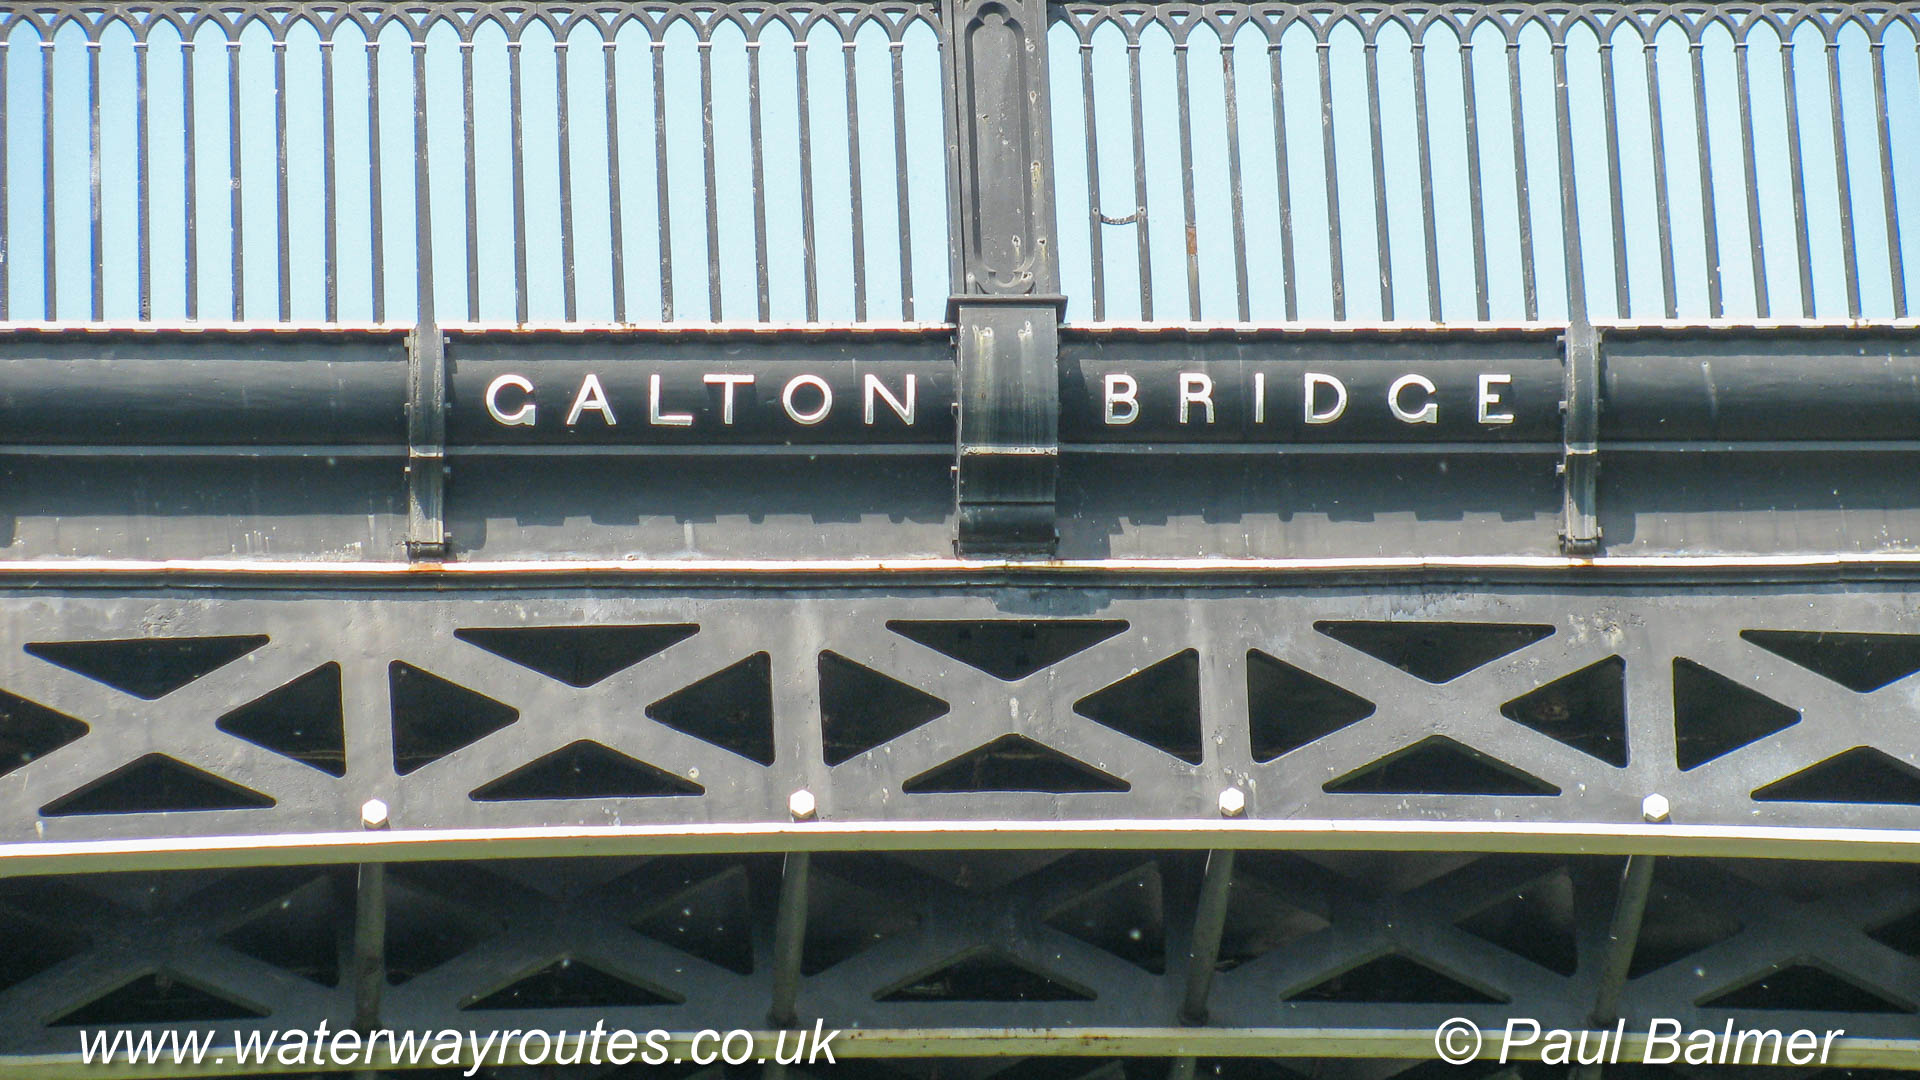 GALTON BRIDGE
www.waterwayroutes.co.uk © Paul Balmer